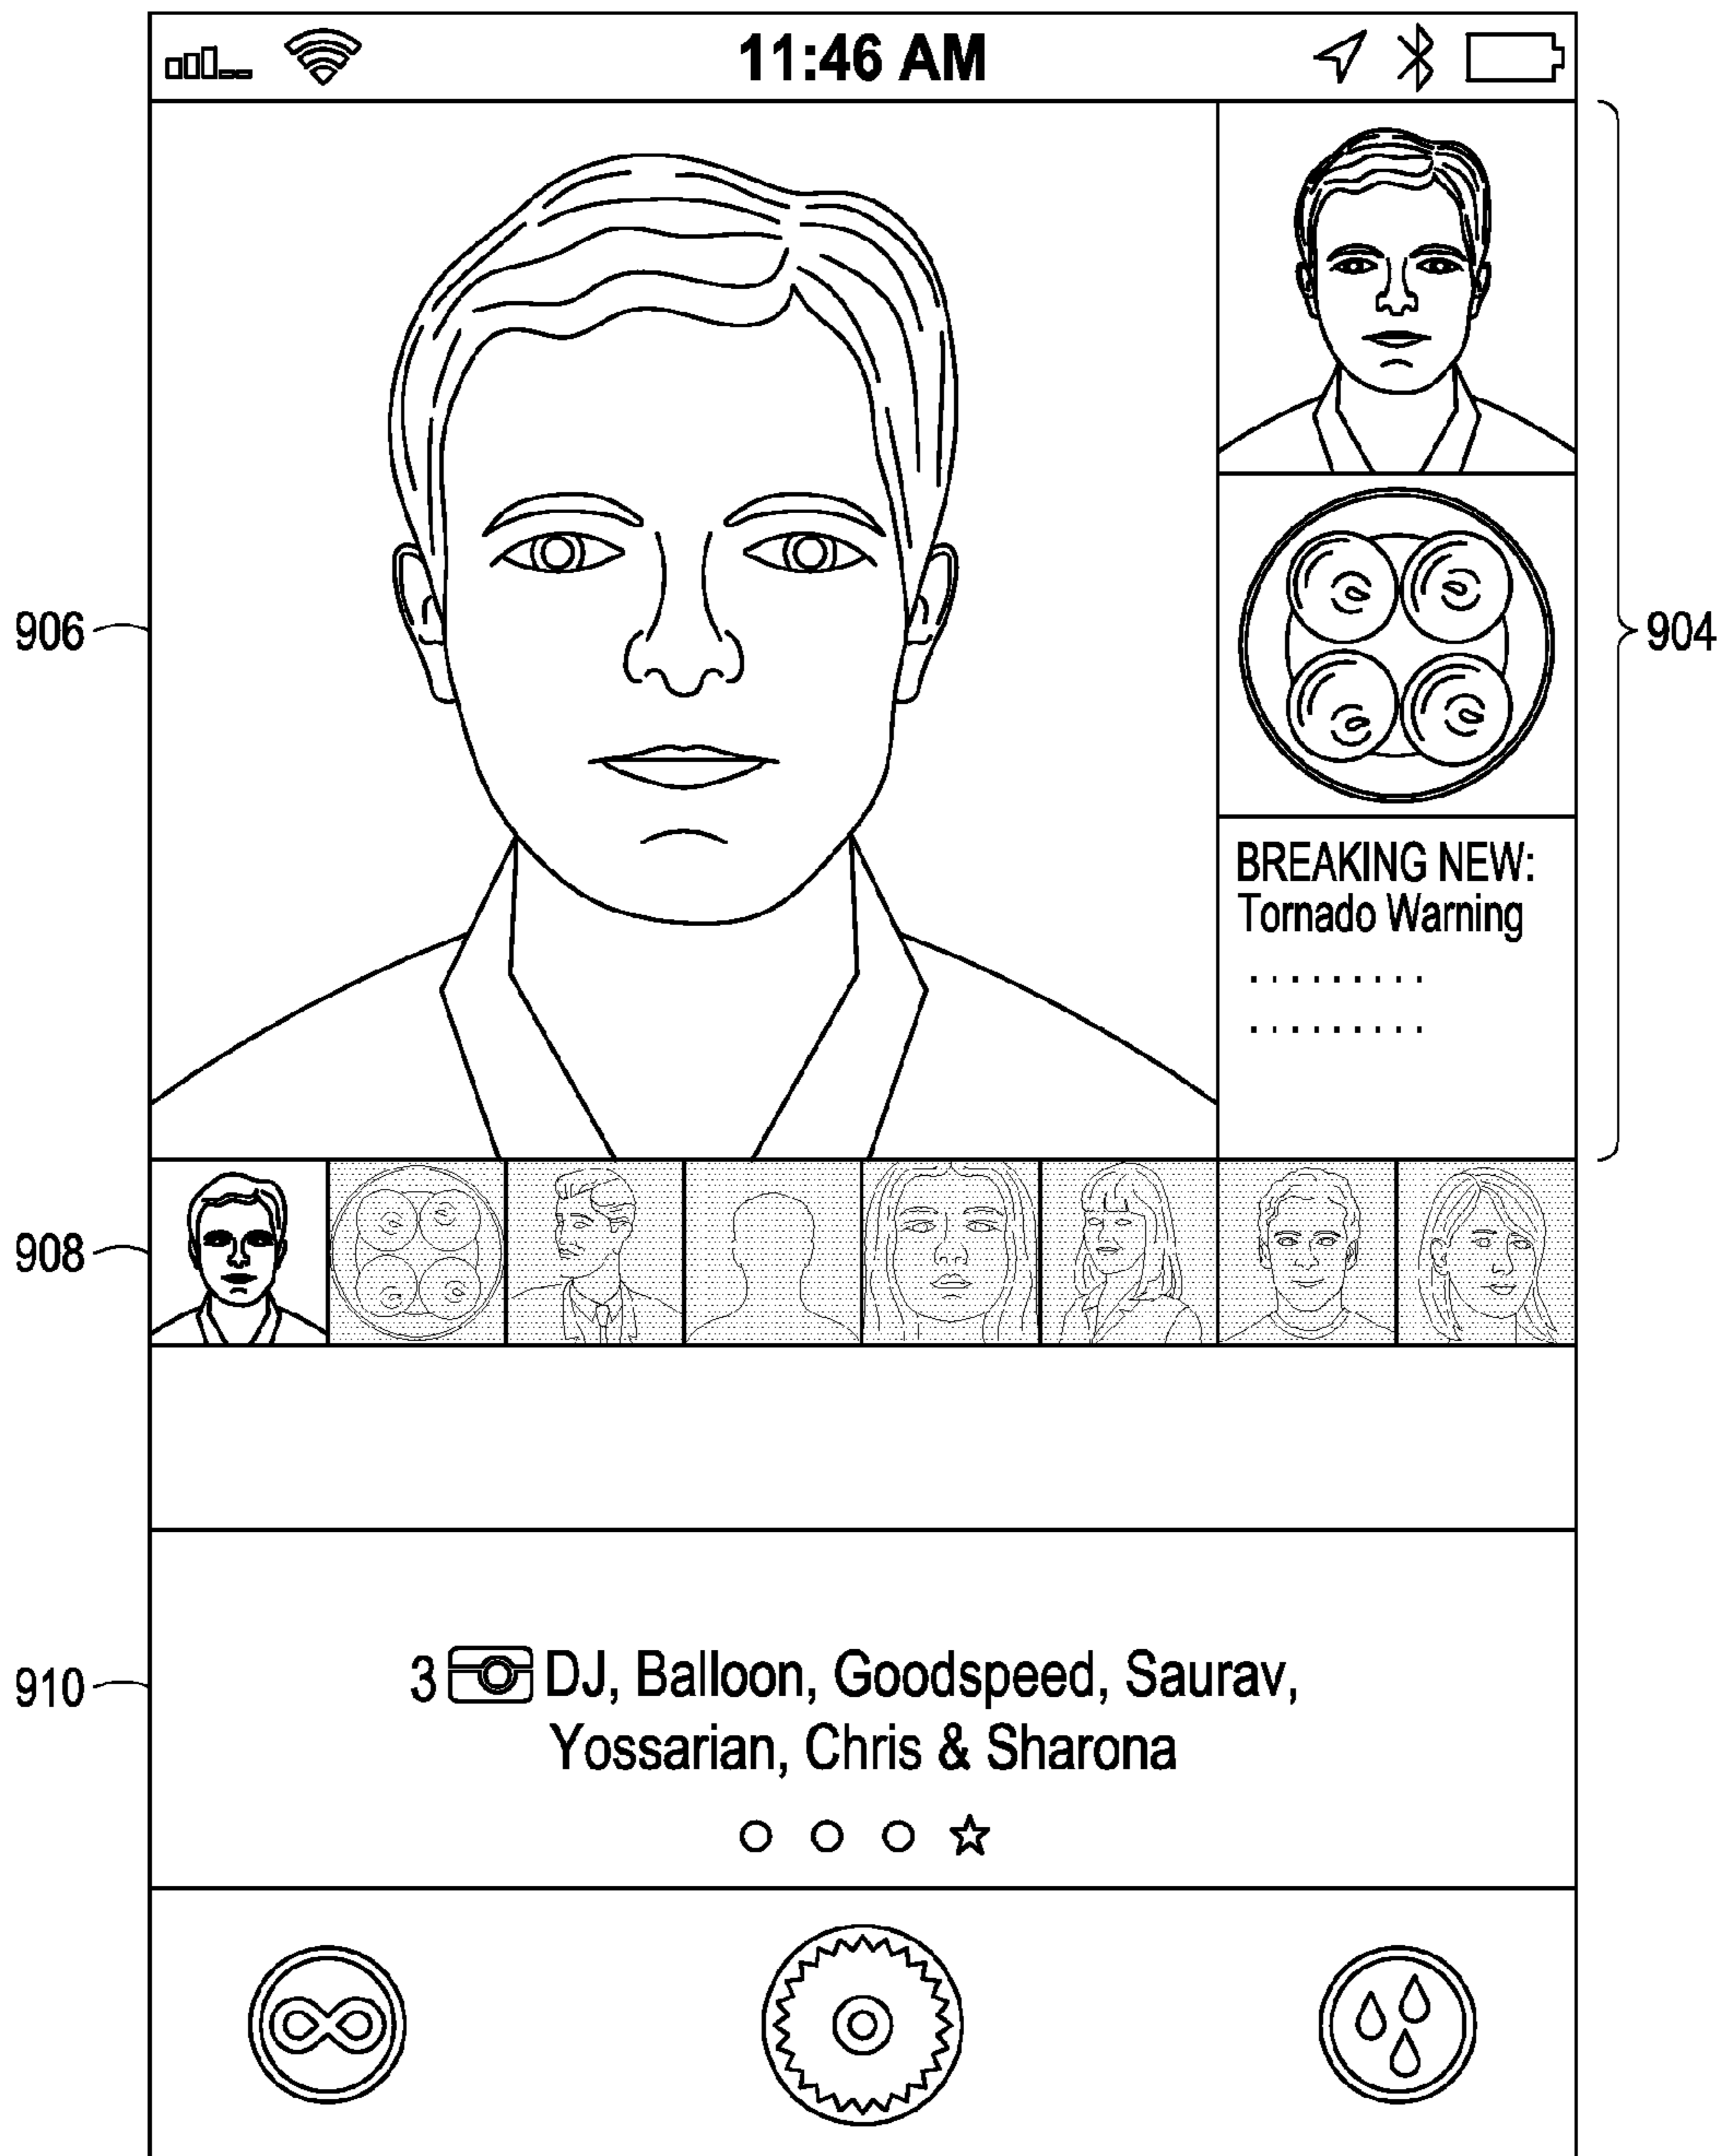 11:46 AM
906
904
BREAKING NEW:
Tornado Warning
908
910
3 DJ, Balloon, Goodspeed, Saurav,
Yossarian, Chris & Sharona